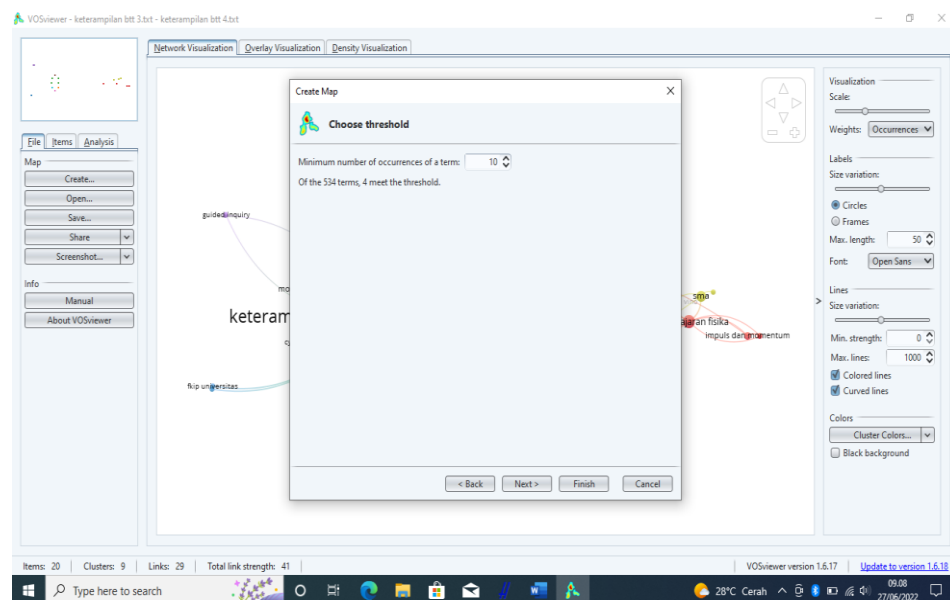 VOSviewer - keterampilan btt 3.txt - keterampilan btt 4.txt
Network Visualization Overlay Visualization Density Visualization
File Items Analysis
Map
Create...
Open...
Save...
Share
Screenshot...
Info
Manual
About VOSviewer
guided inquiry
mo
keteram
fkip universitas
Create Map
Choose threshold
Minimum number of occurrences of a term: 10
Of the 534 terms, 4 meet the threshold.
< Back Next > Finish Cancel
sma
ajaran fisika
impuls dan momentum
Visualization
Scale:
Weights: Occurrences
Labels
Size variation:
Circles
Frames
Max. length: 50
Font: Open Sans
Lines
Size variation:
Min. strength: 0
Max. lines: 1000
Colored lines
Curved lines
Colors
Cluster Colors...
Black background
Items: 20 Clusters: 9 Links: 29 Total link strength: 41
VOSviewer version 1.6.17 Update to version 1.6.18
Type here to search
28°C Cerah
09.08
27/06/2022